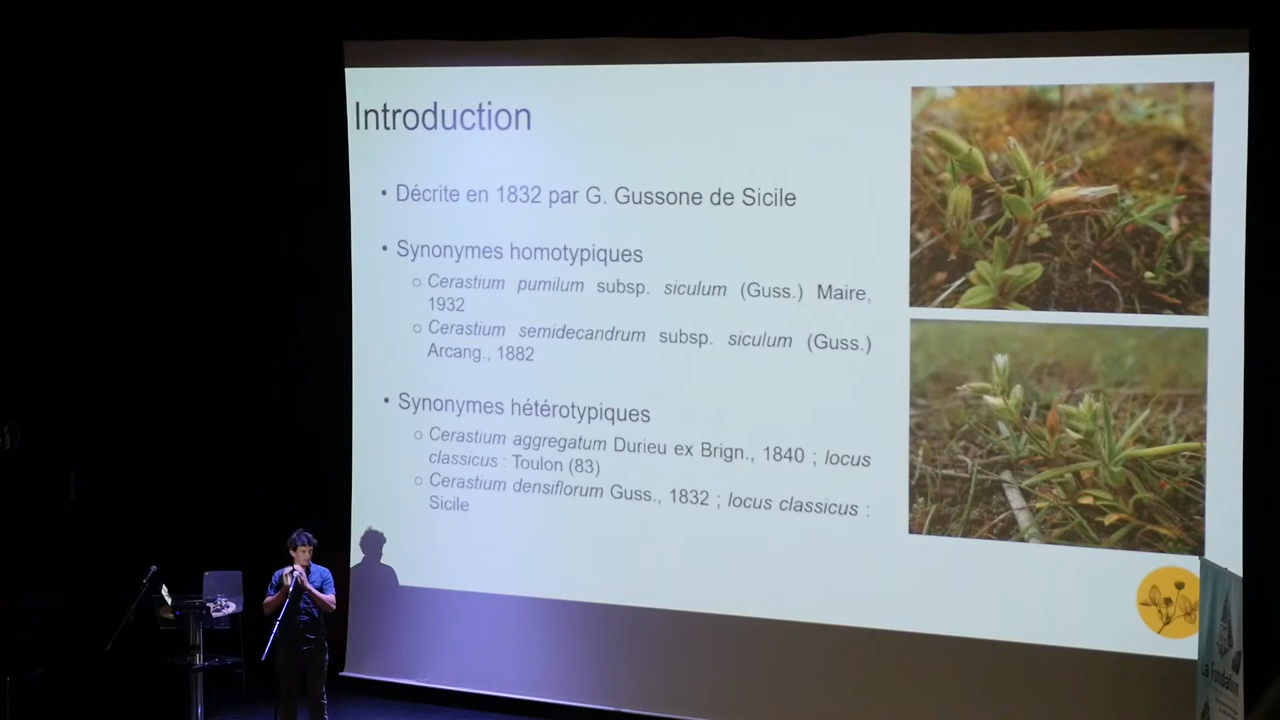 Introduction
• Décrite en 1832 par G. Gussone de Sicile
• Synonymes homotypiques
○ Cerastium pumilum subsp. siculum (Guss.) Maire,
1932
○ Cerastium semidecandrum subsp. siculum (Guss.)
Arcang., 1882
• Synonymes hétérotypiques
○ Cerastium aggregatum Durieu ex Brign., 1840 ; locus
classicus : Toulon (83)
○ Cerastium densiflorum Guss., 1832 ; locus classicus :
Sicile
La Fondation